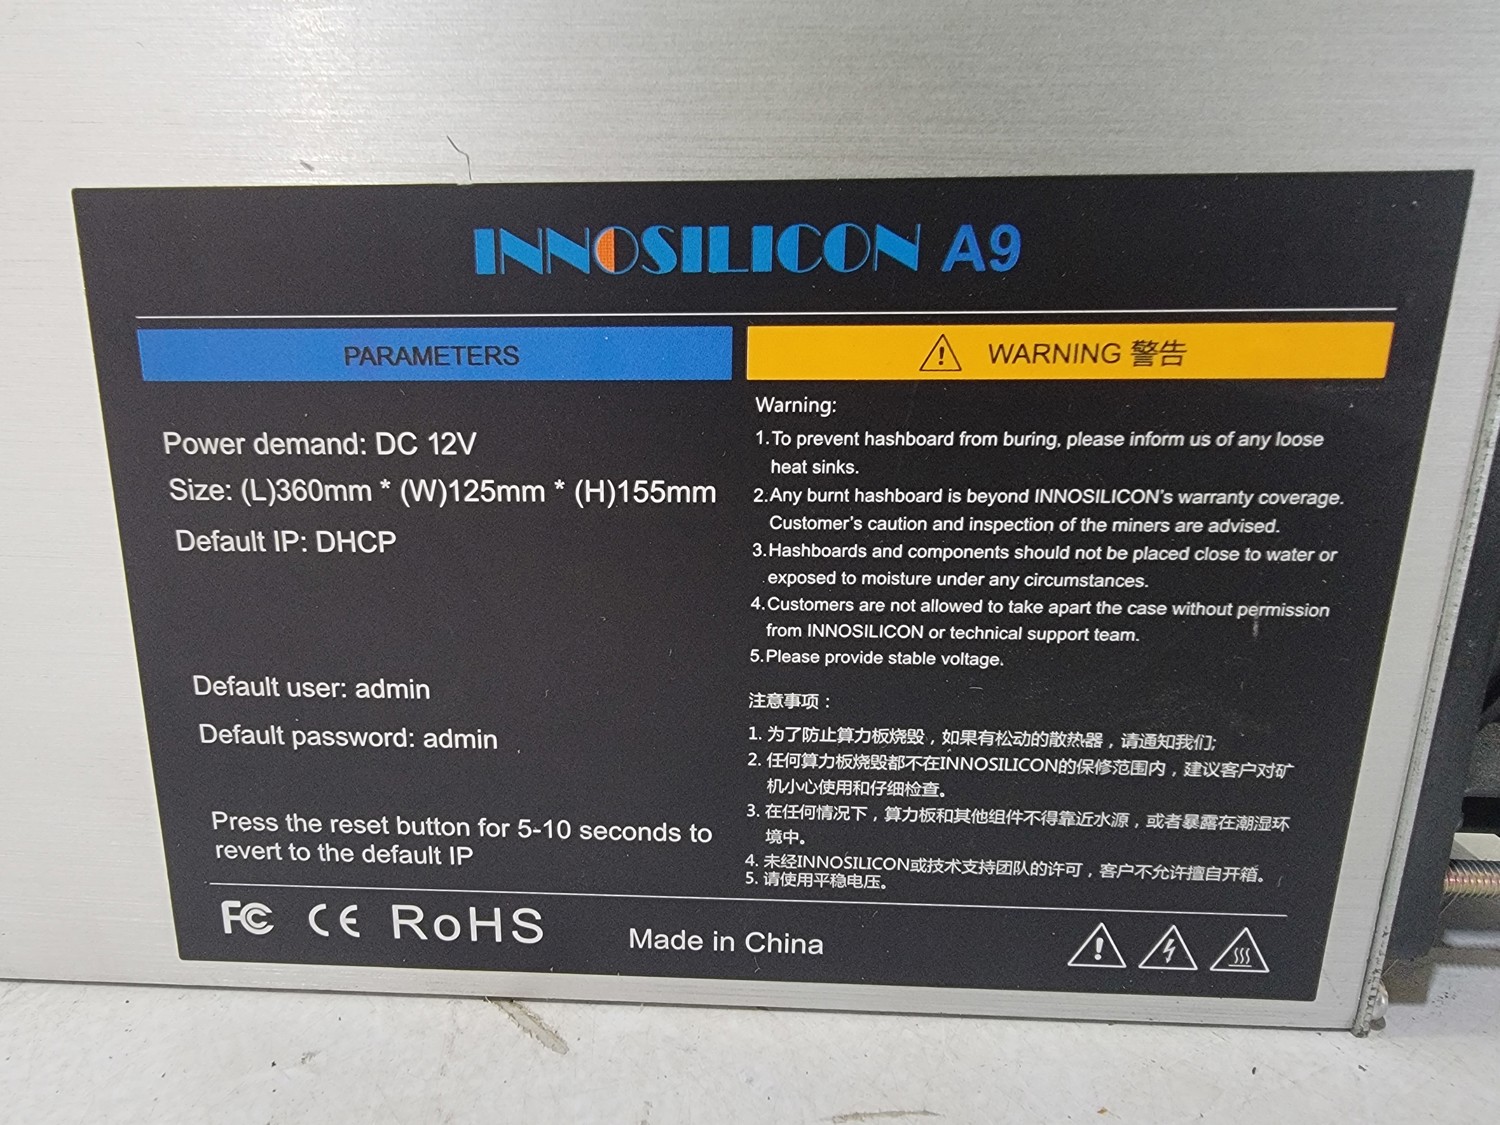 INNOSILICON A9
PARAMETERS
Power demand: DC 12V
Size: (L)360mm * (W)125mm * (H)155mm
Default IP: DHCP
Default user: admin
Default password: admin
Press the reset button for 5-10 seconds to
revert to the default IP
WARNING 警告
Warning:
1.To prevent hashboard from buring, please inform us of any loose
heat sinks.
2.Any burnt hashboard is beyond INNOSILICON's warranty coverage.
Customer's caution and inspection of the miners are advised.
3.Hashboards and components should not be placed close to water or
exposed to moisture under any circumstances.
4.Customers are not allowed to take apart the case without permission
from INNOSILICON or technical support team.
5.Please provide stable voltage.
注意事项：
1. 为了防止算力板烧毁，如果有松动的散热器，请通知我们;
2. 任何算力板烧毁都不在INNOSILICON的保修范围内，建议客户对矿
机小心使用和仔细检查。
3. 在任何情况下，算力板和其他组件不得靠近水源，或者暴露在潮湿环
境中。
4. 未经INNOSILICON或技术支持团队的许可，客户不允许擅自开箱。
5. 请使用平稳电压。
FC CE RoHS
Made in China